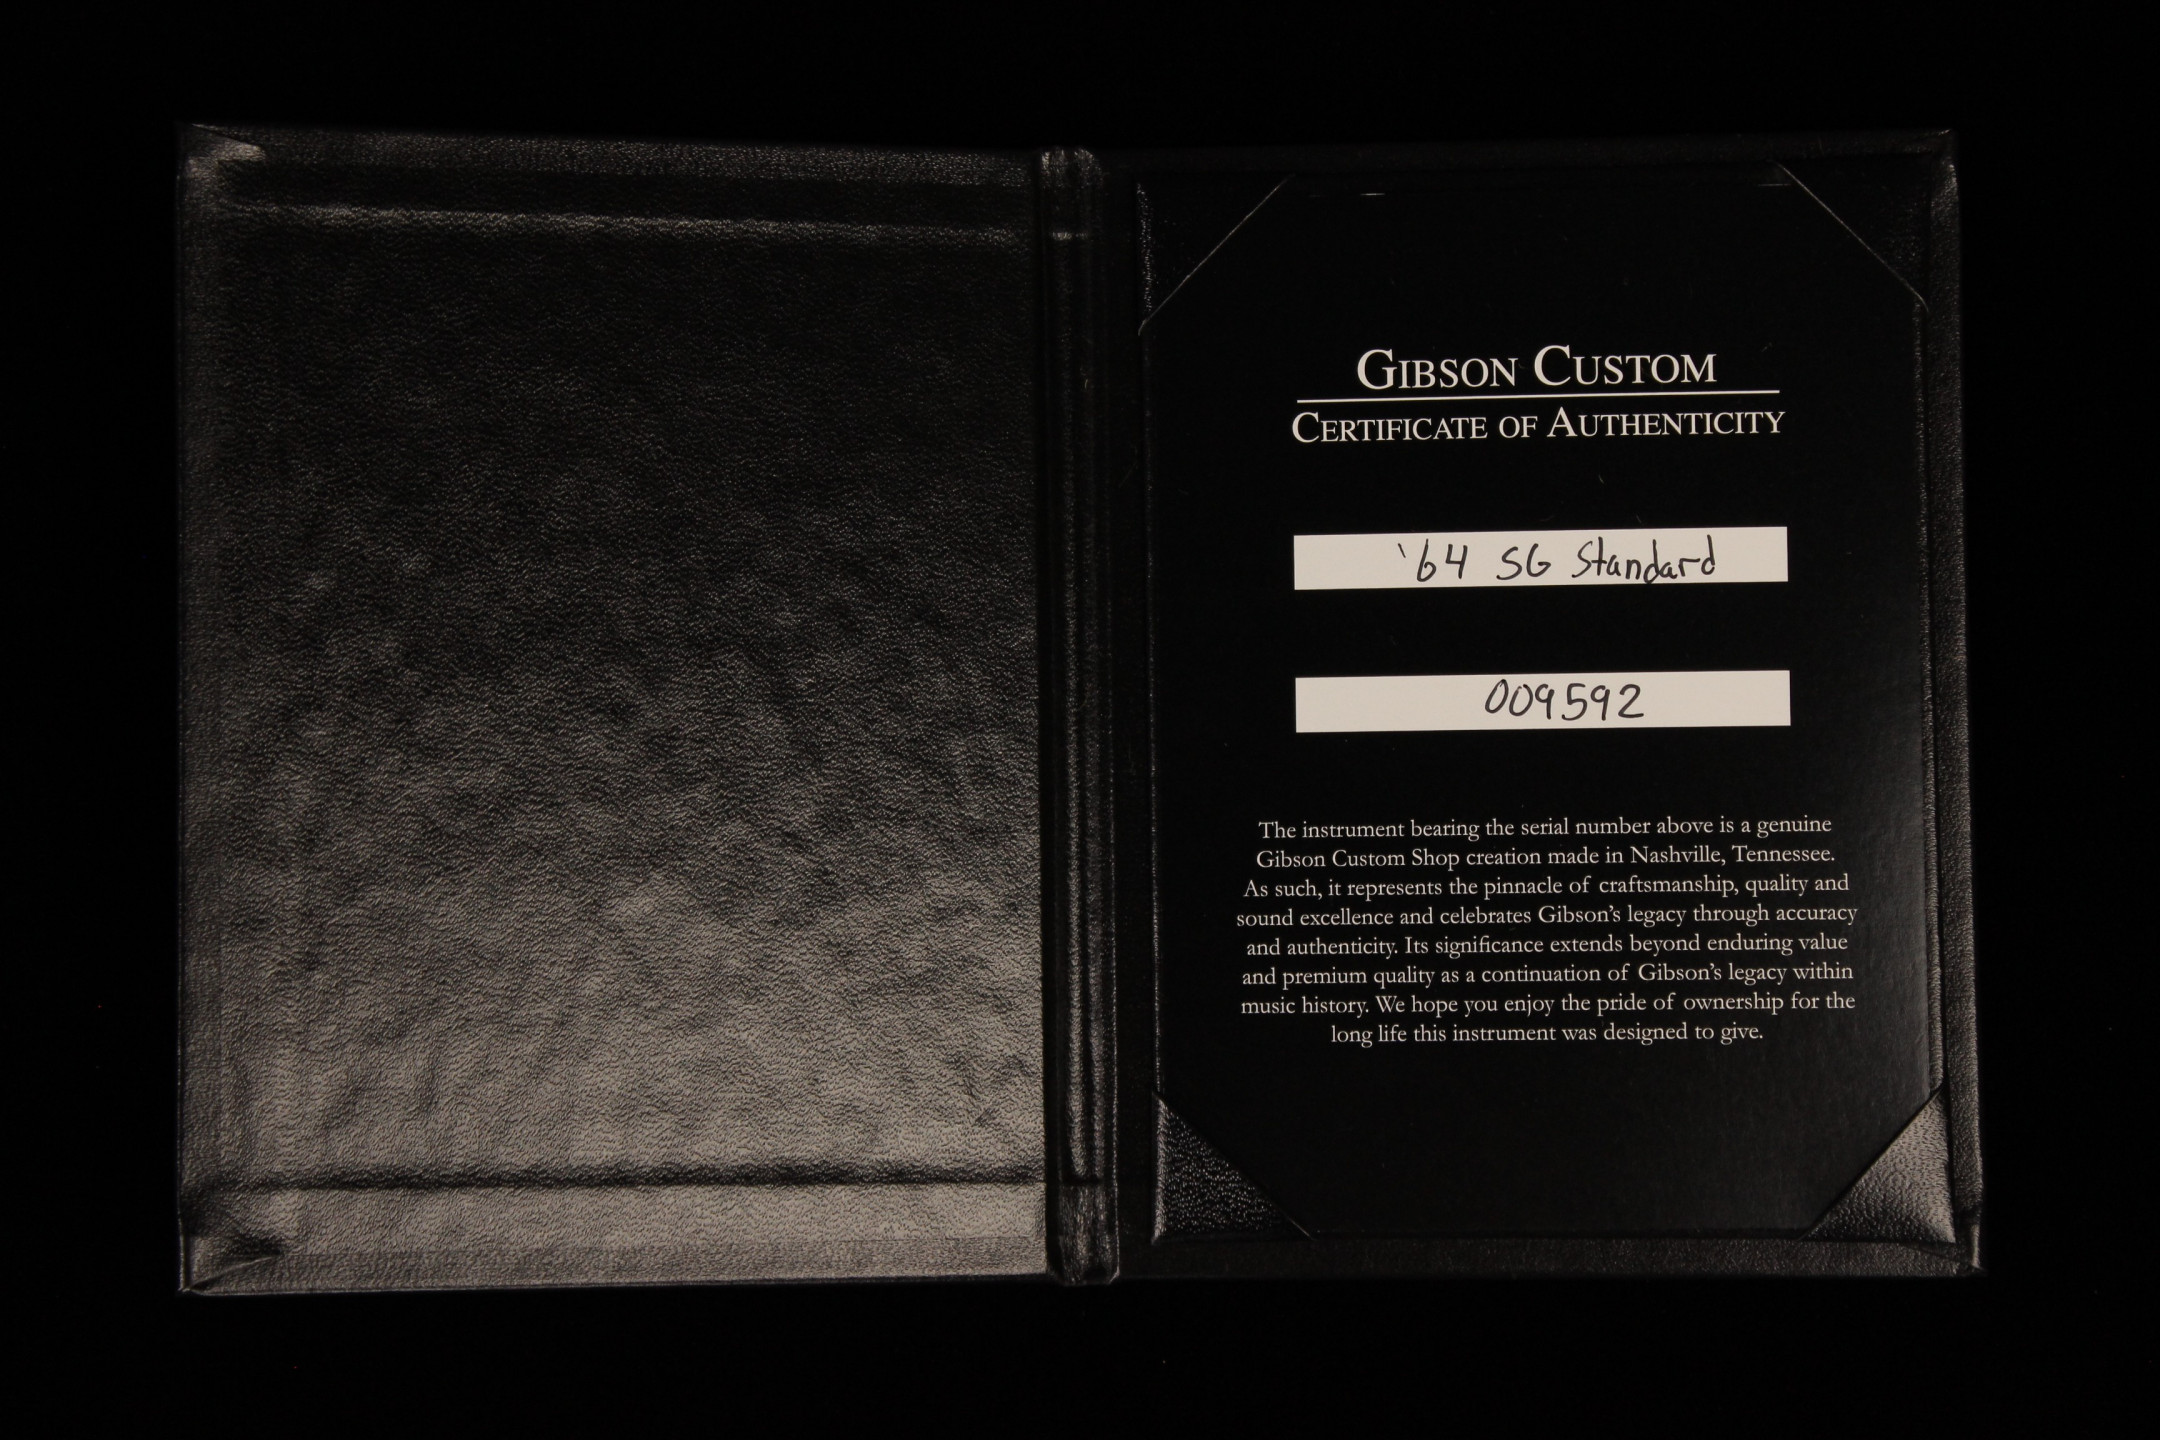 GIBSON CUSTOM
CERTIFICATE OF AUTHENTICITY
'64 SG Standard
009592
The instrument bearing the serial number above is a genuine
Gibson Custom Shop creation made in Nashville, Tennessee.
As such, it represents the pinnacle of craftsmanship, quality and
sound excellence and celebrates Gibson's legacy through accuracy
and authenticity. Its significance extends beyond enduring value
and premium quality as a continuation of Gibson's legacy within
music history. We hope you enjoy the pride of ownership for the
long life this instrument was designed to give.